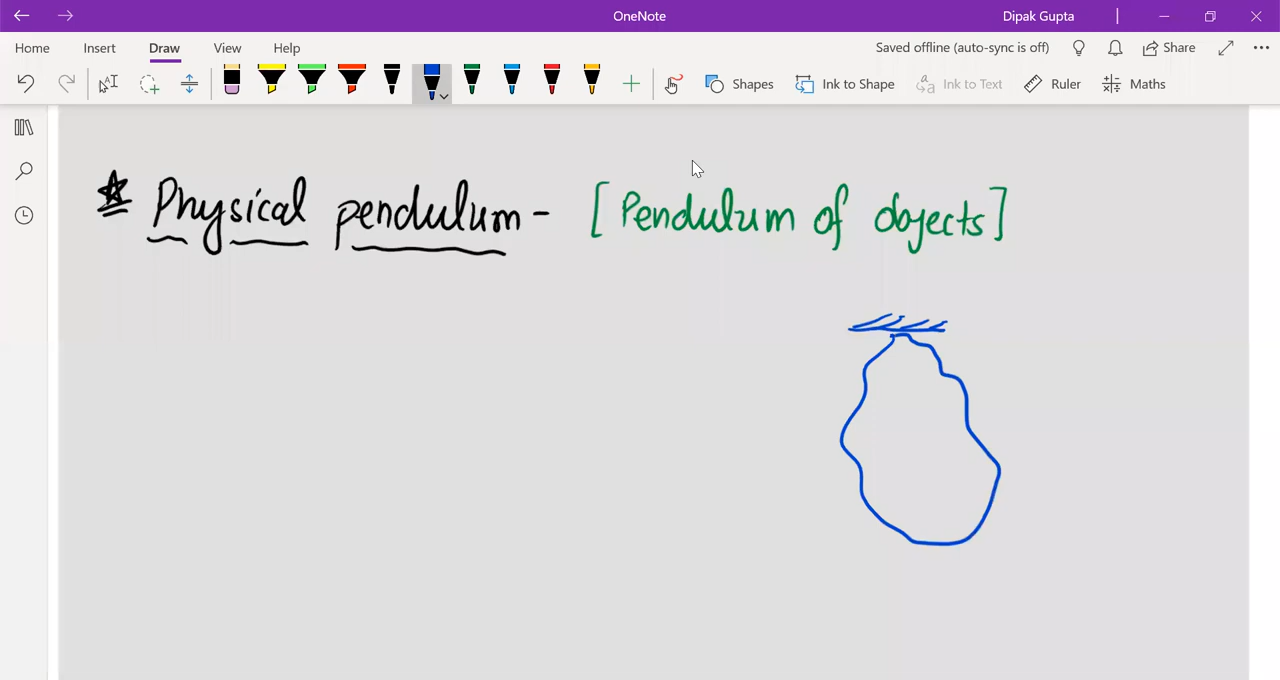 OneNote
Dipak Gupta
Home Insert Draw View Help
Saved offline (auto-sync is off) Share
Shapes Ink to Shape Ink to Text Ruler Maths
Physical pendulum - [Pendulum of objects]